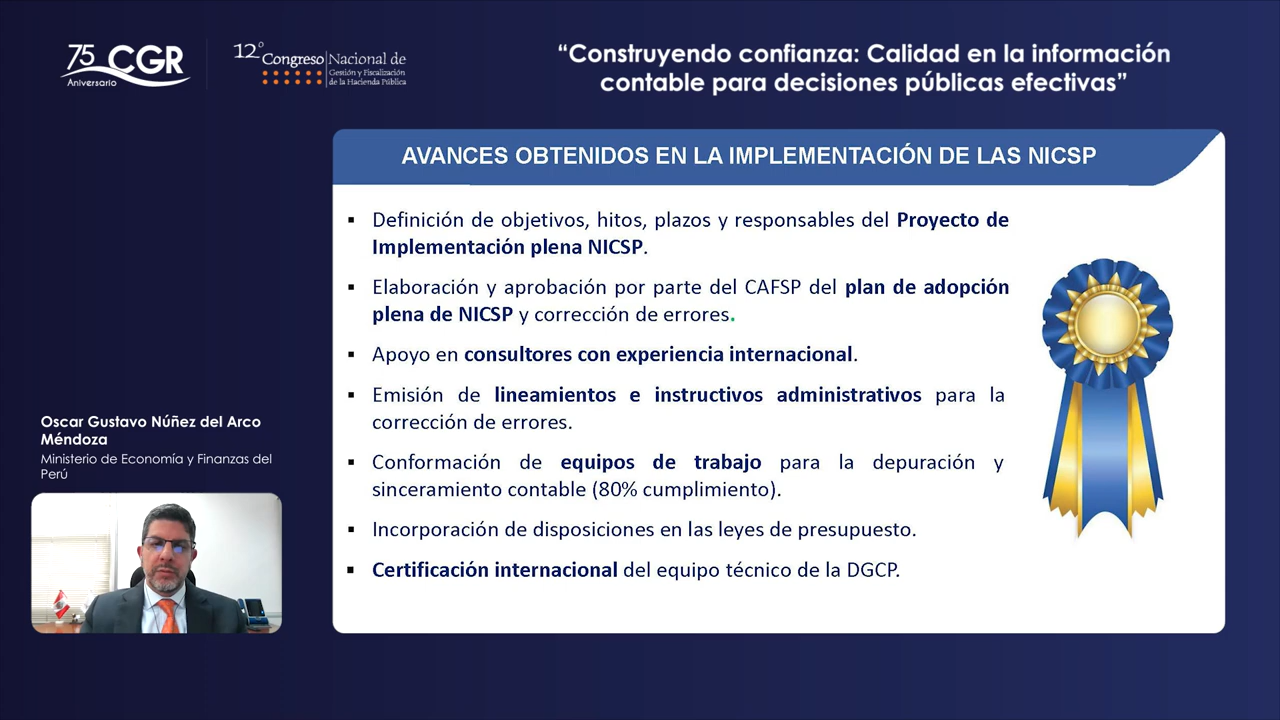 75 CGR
Aniversario
12° Congreso Nacional de
Gestión y Fiscalización
de la Hacienda Pública
“Construyendo confianza: Calidad en la información
contable para decisiones públicas efectivas”
AVANCES OBTENIDOS EN LA IMPLEMENTACIÓN DE LAS NICSP
▪ Definición de objetivos, hitos, plazos y responsables del Proyecto de
Implementación plena NICSP.
▪ Elaboración y aprobación por parte del CAFSP del plan de adopción
plena de NICSP y corrección de errores.
▪ Apoyo en consultores con experiencia internacional.
▪ Emisión de lineamientos e instructivos administrativos para la
corrección de errores.
▪ Conformación de equipos de trabajo para la depuración y
sinceramiento contable (80% cumplimiento).
▪ Incorporación de disposiciones en las leyes de presupuesto.
▪ Certificación internacional del equipo técnico de la DGCP.
Oscar Gustavo Núñez del Arco
Méndoza
Ministerio de Economía y Finanzas del
Perú